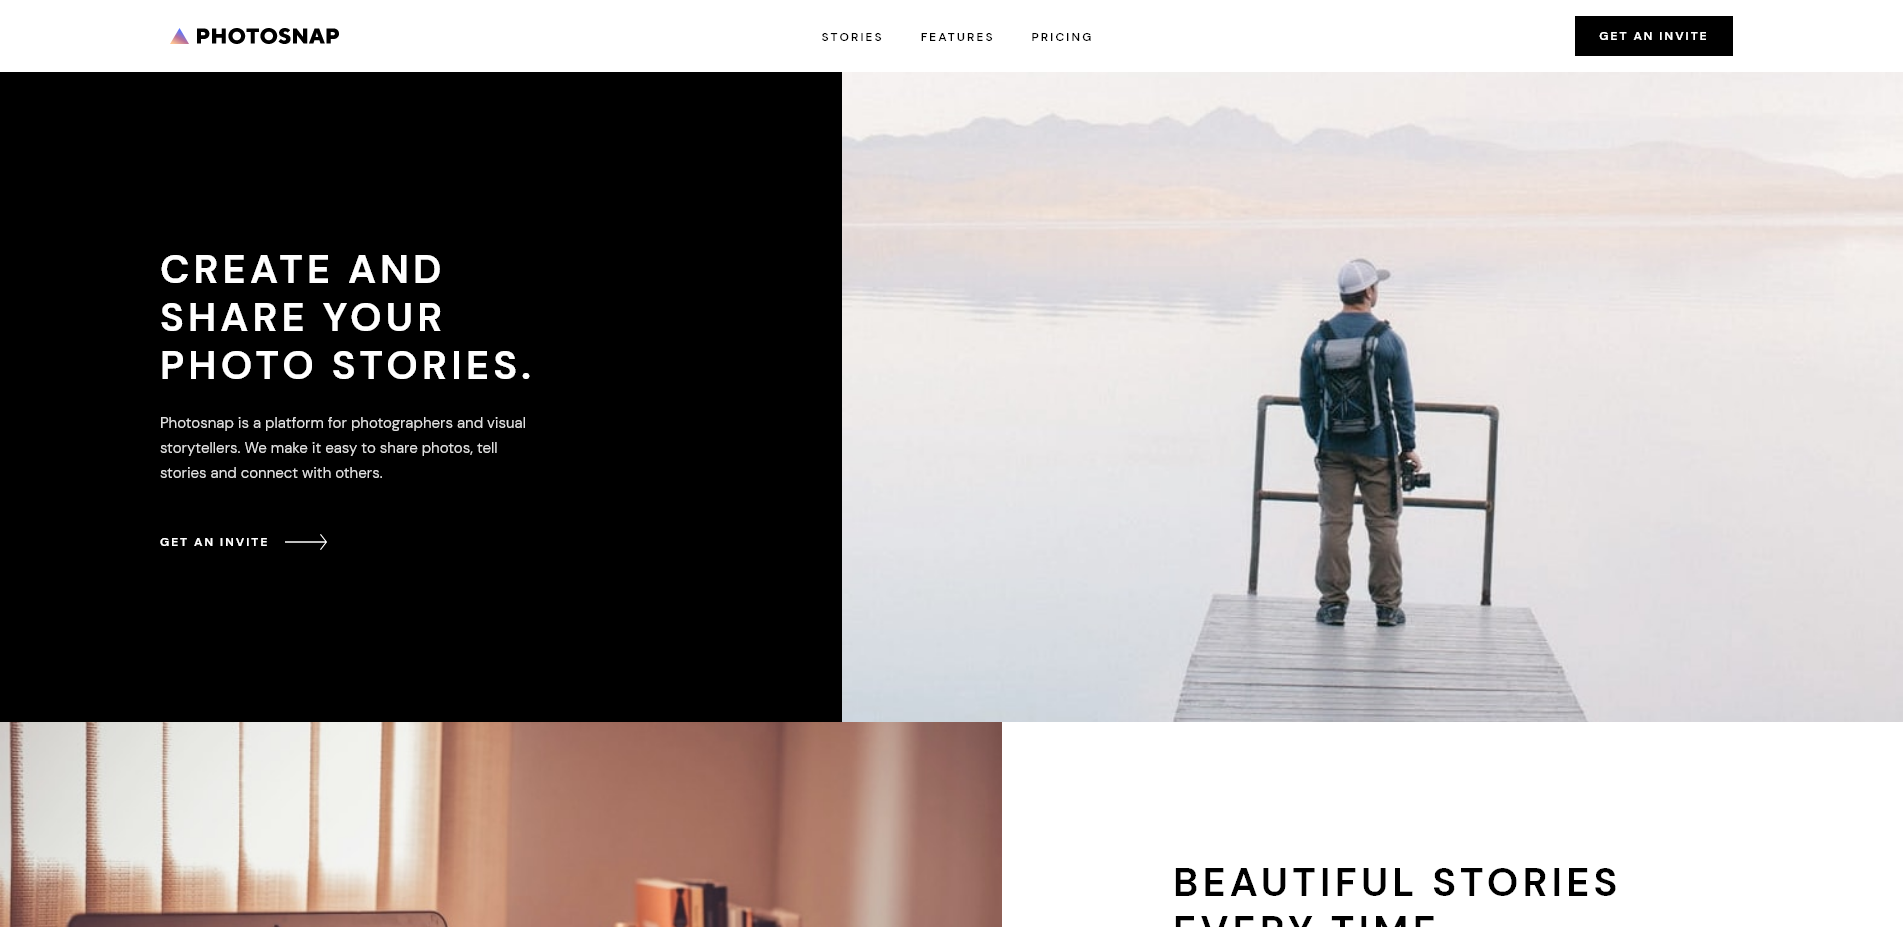 PHOTOSNAP
STORIES FEATURES PRICING
GET AN INVITE
CREATE AND
SHARE YOUR
PHOTO STORIES.
Photosnap is a platform for photographers and visual
storytellers. We make it easy to share photos, tell
stories and connect with others.
GET AN INVITE
BEAUTIFUL STORIES
EVERY TIME